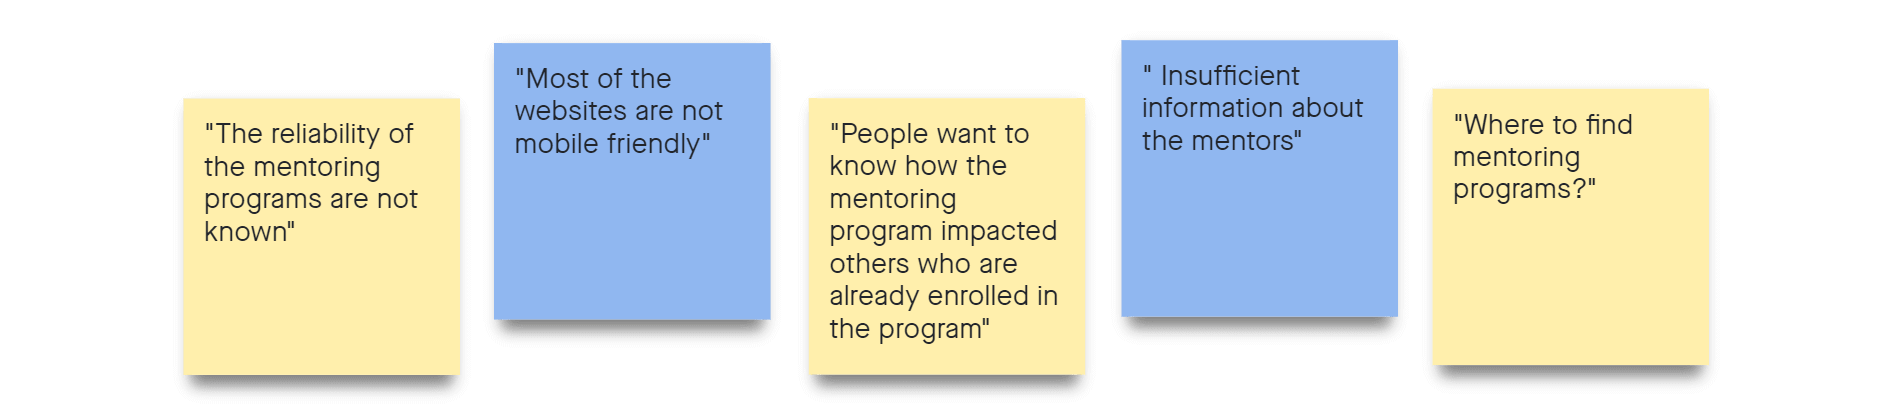 "The reliability of
the mentoring
programs are not
known"
"Most of the
websites are not
mobile friendly"
"People want to
know how the
mentoring
program impacted
others who are
already enrolled in
the program"
" Insufficient
information about
the mentors"
"Where to find
mentoring
programs?"